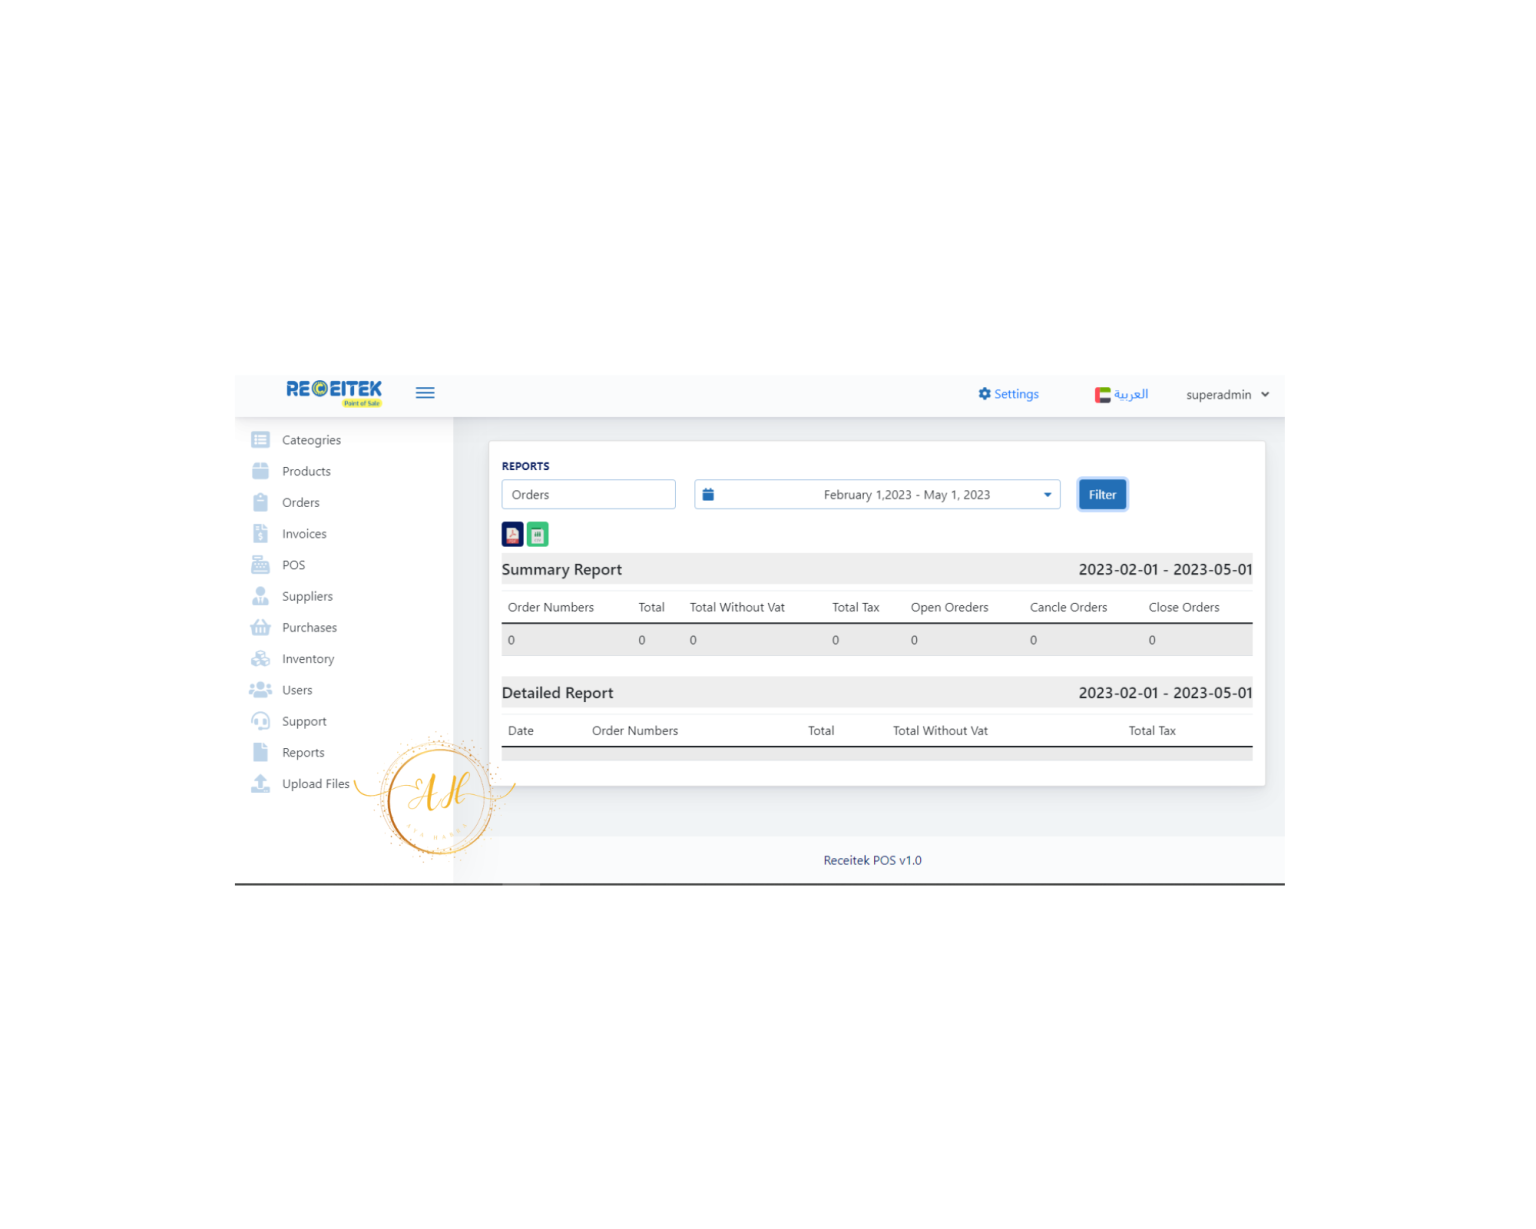 RECEITEK
Point of Sale
Settings
العربية
superadmin
Cateogries
Products
Orders
Invoices
POS
Suppliers
Purchases
Inventory
Users
Support
Reports
Upload Files
REPORTS
Orders
February 1,2023 - May 1, 2023
Filter
Summary Report 2023-02-01 - 2023-05-01
Order Numbers Total Total Without Vat Total Tax Open Oreders Cancle Orders Close Orders
0 0 0 0 0 0 0
Detailed Report 2023-02-01 - 2023-05-01
Date Order Numbers Total Total Without Vat Total Tax
AH
Receitek POS v1.0